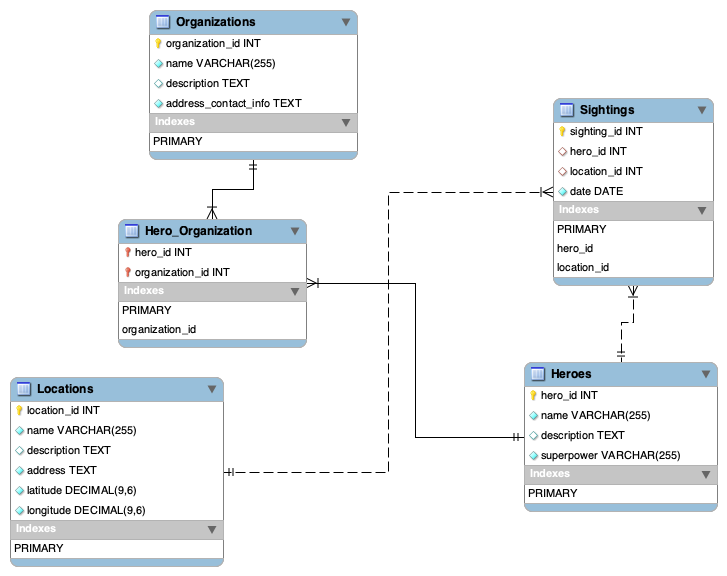 Organizations
organization_id INT
name VARCHAR(255)
description TEXT
address_contact_info TEXT
Indexes
PRIMARY
Sightings
sighting_id INT
hero_id INT
location_id INT
date DATE
Indexes
PRIMARY
hero_id
location_id
Hero_Organization
hero_id INT
organization_id INT
Indexes
PRIMARY
organization_id
Locations
location_id INT
name VARCHAR(255)
description TEXT
address TEXT
latitude DECIMAL(9,6)
longitude DECIMAL(9,6)
Indexes
PRIMARY
Heroes
hero_id INT
name VARCHAR(255)
description TEXT
superpower VARCHAR(255)
Indexes
PRIMARY